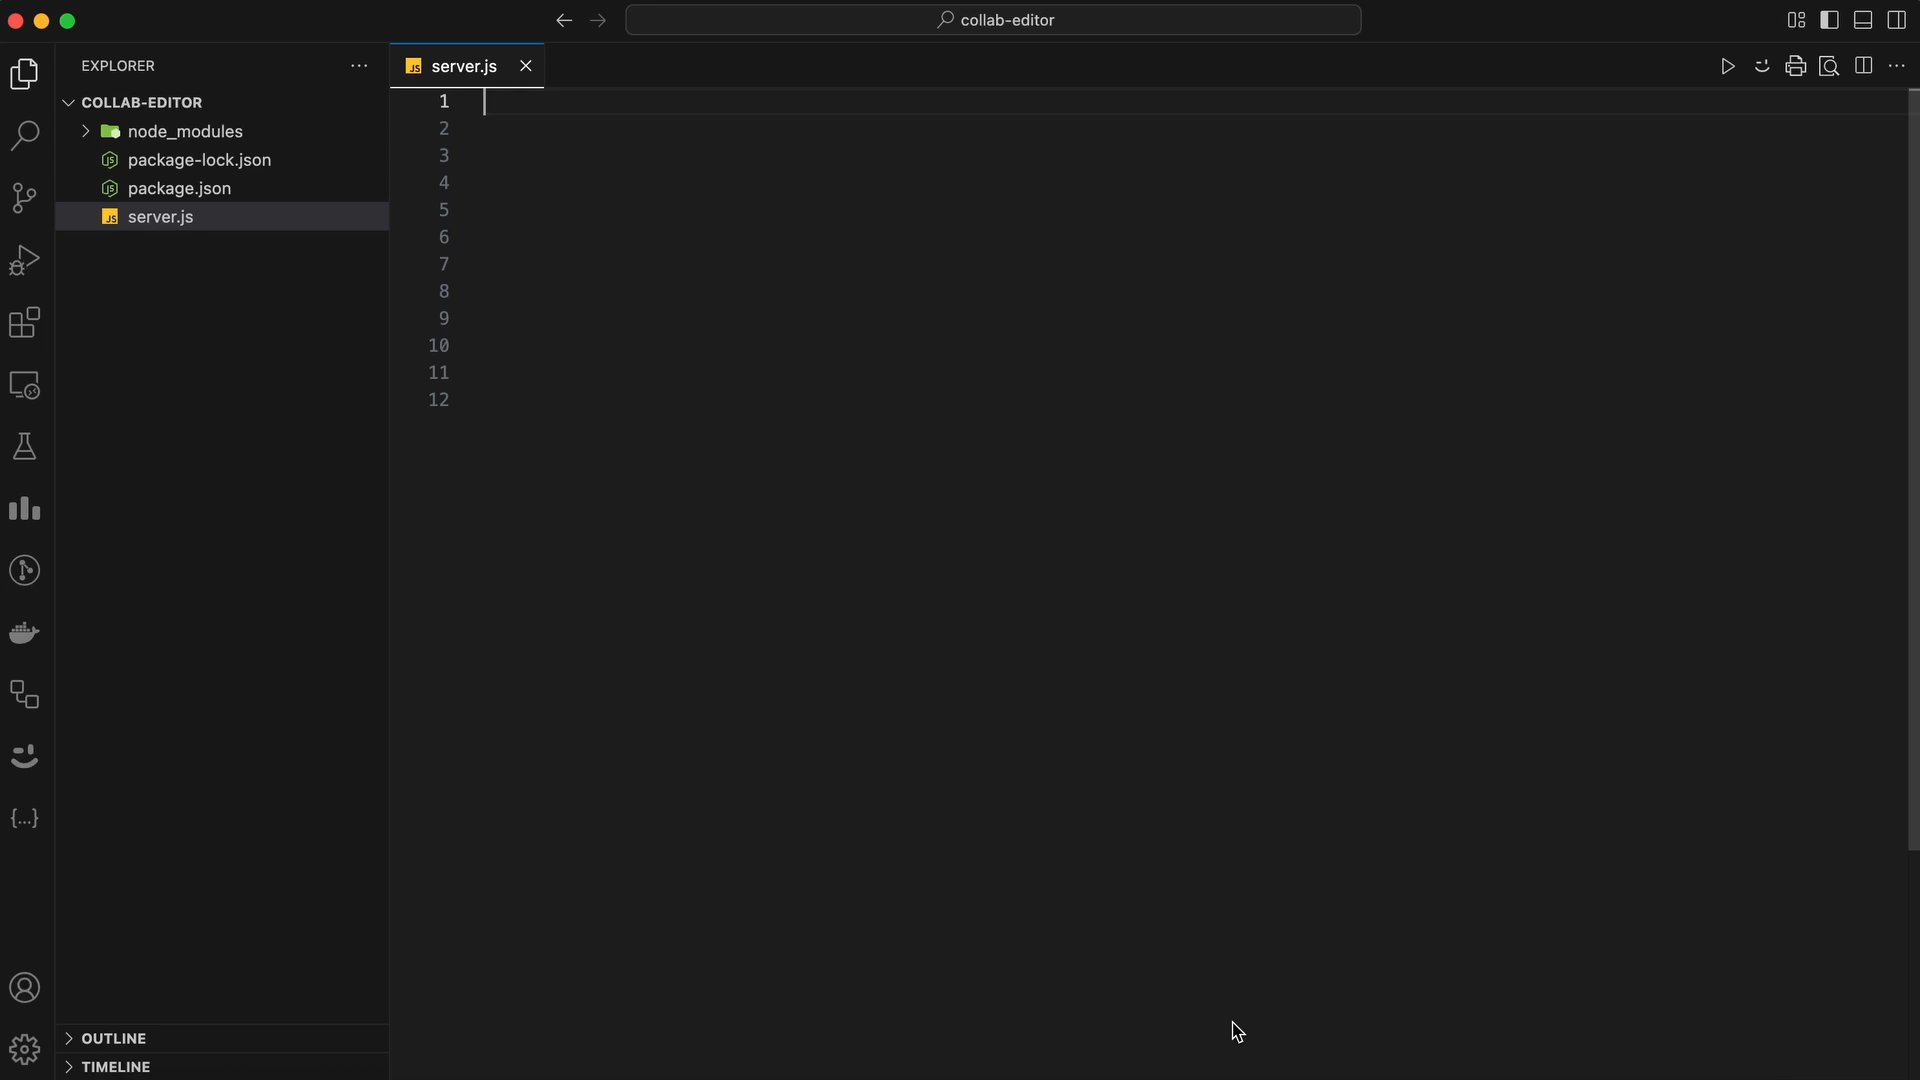 collab-editor
EXPLORER
server.js
COLLAB-EDITOR
node_modules
package-lock.json
package.json
server.js
1
2
3
4
5
6
7
8
9
10
11
12
OUTLINE
TIMELINE